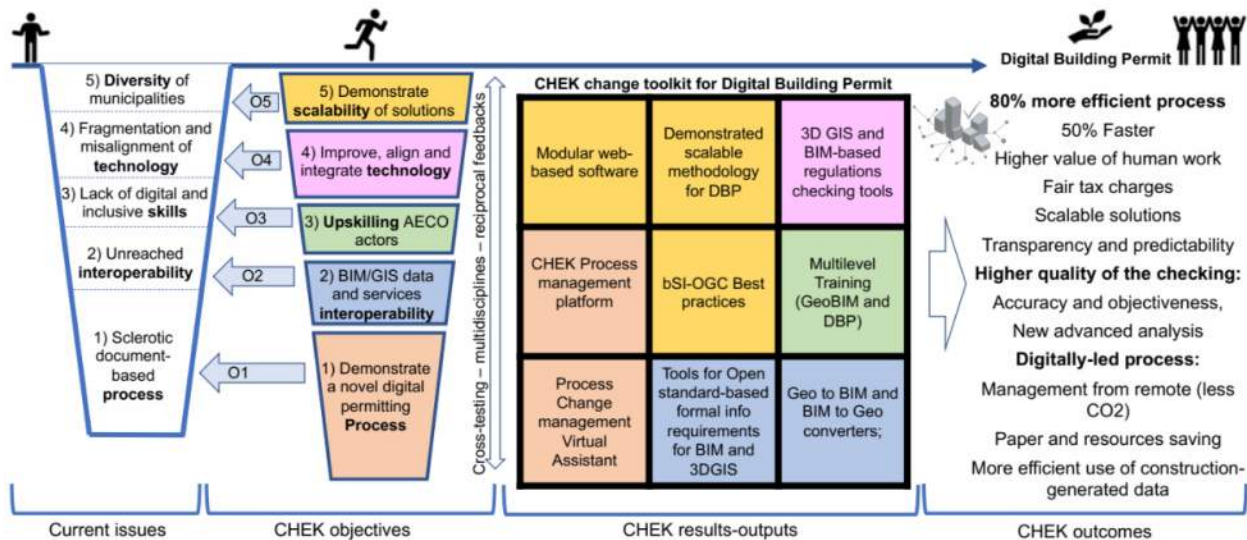 5) Diversity of
municipalities
4) Fragmentation and
misalignment of
technology
3) Lack of digital and
inclusive skills
2) Unreached
interoperability
1) Sclerotic
document-
based
process
Current issues
O5
O4
O3
O2
O1
5) Demonstrate
scalability of solutions
4) Improve, align and
integrate technology
3) Upskilling AECO
actors
2) BIM/GIS data
and services
interoperability
1) Demonstrate
a novel digital
permitting
Process
CHEK objectives
Cross-testing – multidisciplines – reciprocal feedbacks
CHEK change toolkit for Digital Building Permit
Modular web-
based software
Demonstrated
scalable
methodology
for DBP
3D GIS and
BIM-based
regulations
checking tools
CHEK Process
management
platform
bSI-OGC Best
practices
Multilevel
Training
(GeoBIM and
DBP)
Process
Change
management
Virtual
Assistant
Tools for Open
standard-based
formal info
requirements
for BIM and
3DGIS
Geo to BIM and
BIM to Geo
converters;
CHEK results-outputs
Digital Building Permit
80% more efficient process
50% Faster
Higher value of human work
Fair tax charges
Scalable solutions
Transparency and predictability
Higher quality of the checking:
Accuracy and objectiveness,
New advanced analysis
Digitally-led process:
Management from remote (less
CO2)
Paper and resources saving
More efficient use of construction-
generated data
CHEK outcomes